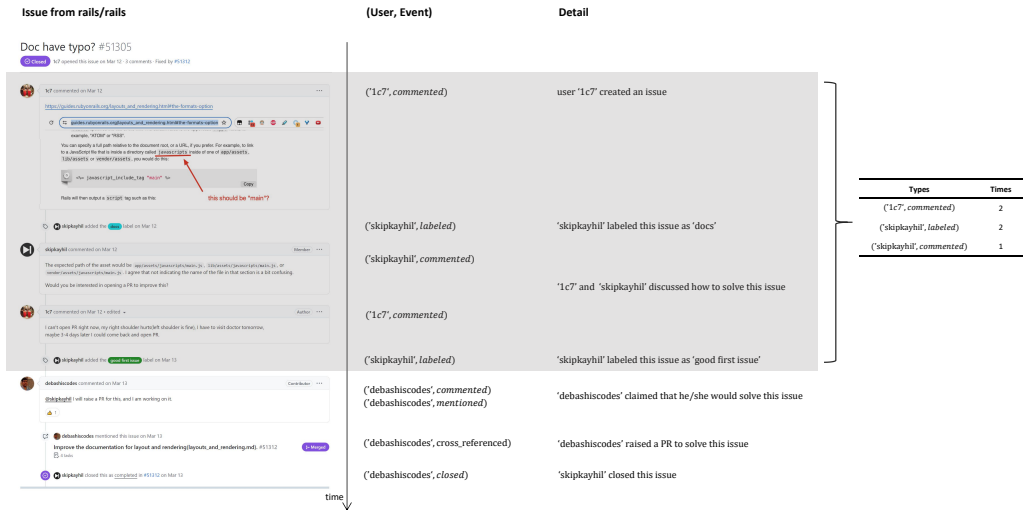 Issue from rails/rails
(User, Event)
Detail
Doc have typo? #51305
Closed 1c7 opened this issue on Mar 12 · 3 comments · Fixed by #51312
1c7 commented on Mar 12
https://guides.rubyonrails.org/layouts_and_rendering.html#the-formats-option
guides.rubyonrails.org/layouts_and_rendering.html#the-formats-option
example, "ATOM" or "RSS".
You can specify a full path relative to the document root, or a URL, if you prefer. For example, to link
to a JavaScript file that is inside a directory called javascripts inside of one of app/assets,
lib/assets or vendor/assets, you would do this:
<%= javascript_include_tag "main" %>
Copy
Rails will then output a script tag such as this:
this should be "main"?
('1c7', commented)
user '1c7' created an issue
skipkayhil added the docs label on Mar 12
('skipkayhil', labeled)
'skipkayhil' labeled this issue as 'docs'
skipkayhil commented on Mar 12
Member
The expected path of the asset would be app/assets/javascripts/main.js, lib/assets/javascripts/main.js, or
vendor/assets/javascripts/main.js. I agree that not indicating the name of the file in that section is a bit confusing.
Would you be interested in opening a PR to improve this?
('skipkayhil', commented)
'1c7' and 'skipkayhil' discussed how to solve this issue
1c7 commented on Mar 12 • edited
Author
I can't open PR right now, my right shoulder hurts(left shoulder is fine), I have to visit doctor tomorrow,
maybe 3-4 days later I could come back and open PR.
('1c7', commented)
skipkayhil added the good first issue label on Mar 13
('skipkayhil', labeled)
'skipkayhil' labeled this issue as 'good first issue'
Types Times
('1c7', commented) 2
('skipkayhil', labeled) 2
('skipkayhil', commented) 1
debashiscodes commented on Mar 13
Contributor
@skipkayhil I will raise a PR for this, and I am working on it.
1
('debashiscodes', commented)
('debashiscodes', mentioned)
'debashiscodes' claimed that he/she would solve this issue
debashiscodes mentioned this issue on Mar 13
Improve the documentation for layout and rendering(layouts_and_rendering.md). #51312
Merged
4 tasks
('debashiscodes', cross_referenced)
'debashiscodes' raised a PR to solve this issue
skipkayhil closed this as completed in #51312 on Mar 13
('debashiscodes', closed)
'skipkayhil' closed this issue
time